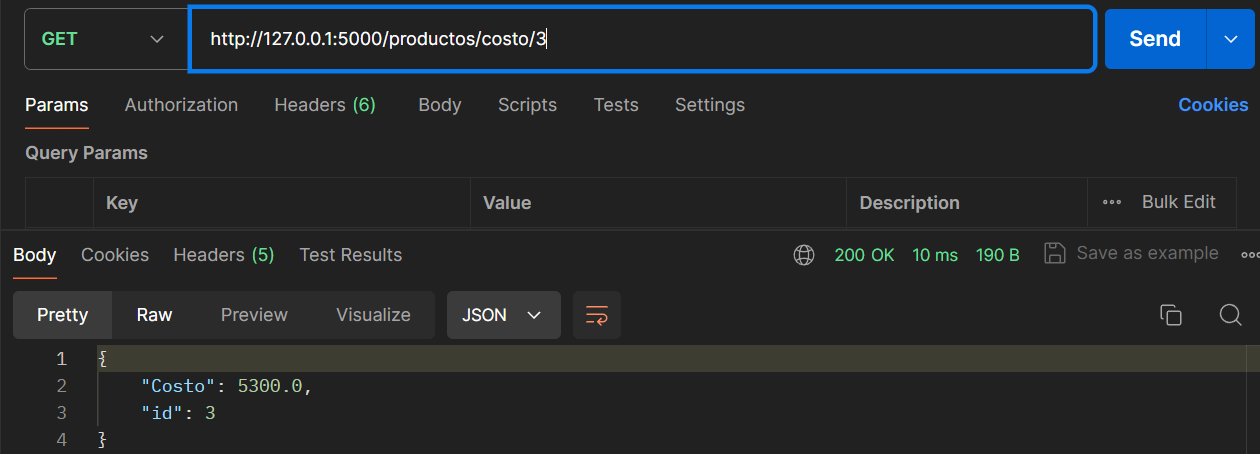 GET http://127.0.0.1:5000/productos/costo/3 Send
Params Authorization Headers (6) Body Scripts Tests Settings Cookies
Query Params
Key Value Description Bulk Edit
Body Cookies Headers (5) Test Results 200 OK 10 ms 190 B Save as example
Pretty Raw Preview Visualize JSON
1 {
2 "Costo": 5300.0,
3 "id": 3
4 }